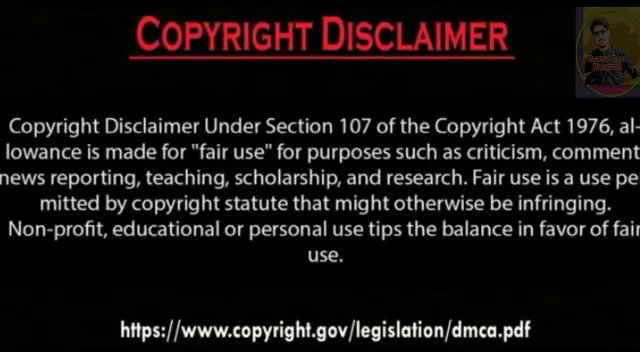 COPYRIGHT DISCLAIMER
Copyright Disclaimer Under Section 107 of the Copyright Act 1976, al-
lowance is made for "fair use" for purposes such as criticism, comment
news reporting, teaching, scholarship, and research. Fair use is a use pe
mitted by copyright statute that might otherwise be infringing.
Non-profit, educational or personal use tips the balance in favor of fair
use.
https://www.copyright.gov/legislation/dmca.pdf